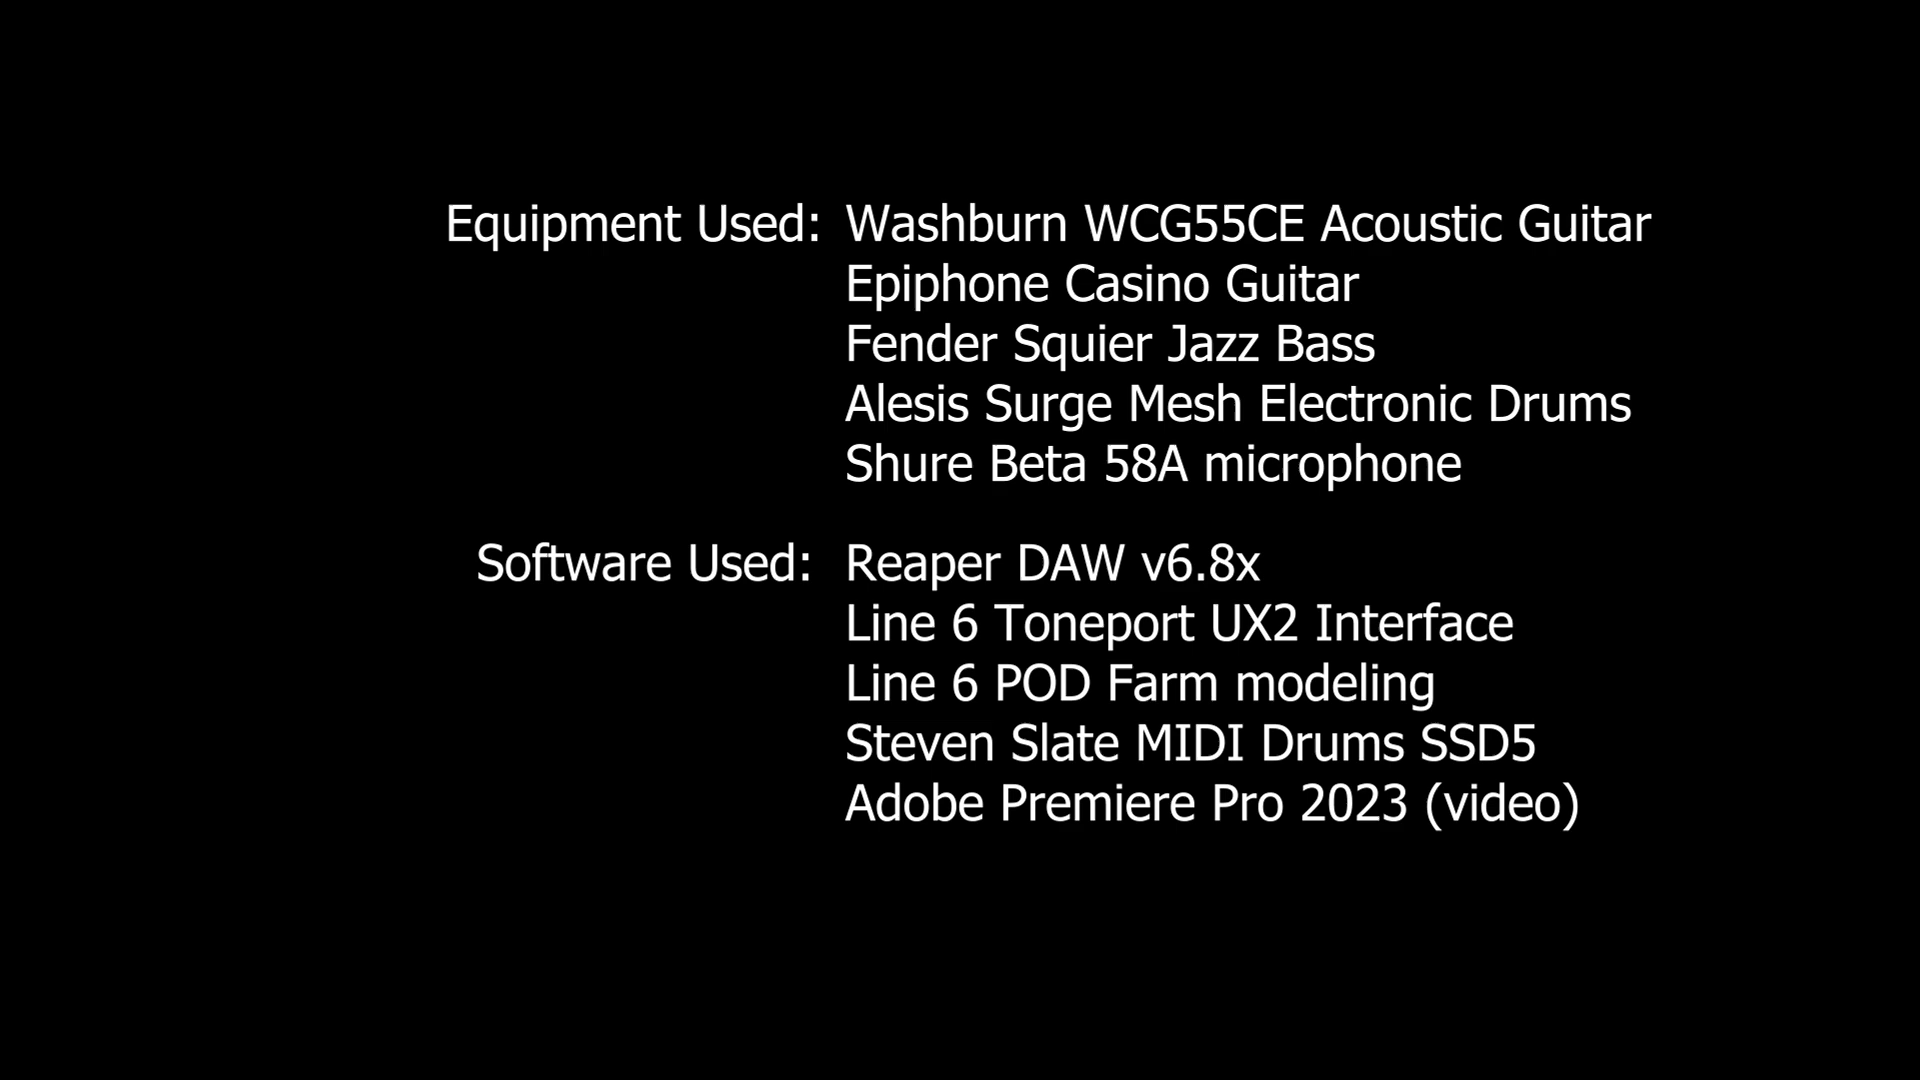 Equipment Used: Washburn WCG55CE Acoustic Guitar
Epiphone Casino Guitar
Fender Squier Jazz Bass
Alesis Surge Mesh Electronic Drums
Shure Beta 58A microphone
Software Used: Reaper DAW v6.8x
Line 6 Toneport UX2 Interface
Line 6 POD Farm modeling
Steven Slate MIDI Drums SSD5
Adobe Premiere Pro 2023 (video)